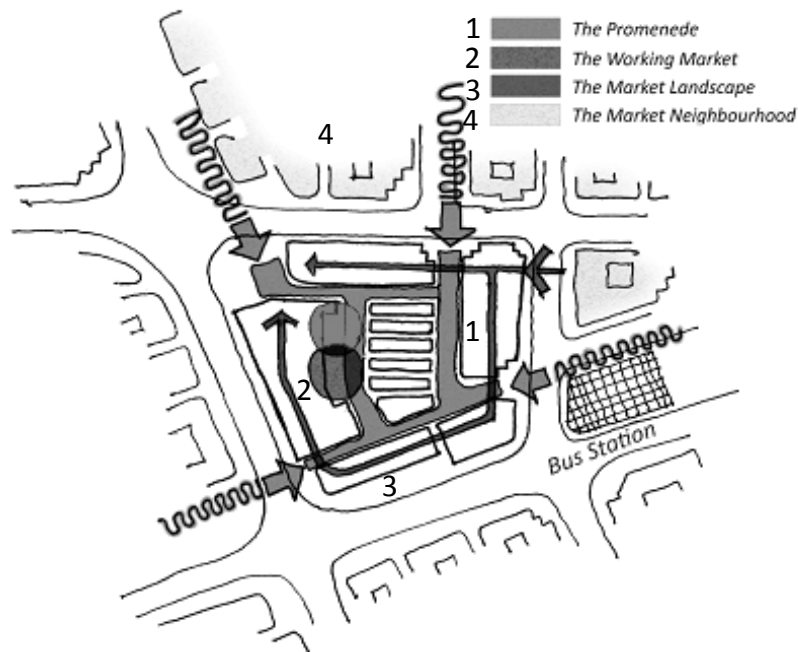 1 The Promenede
2 The Working Market
3 The Market Landscape
4 The Market Neighbourhood
4
1
2
Bus Station
3